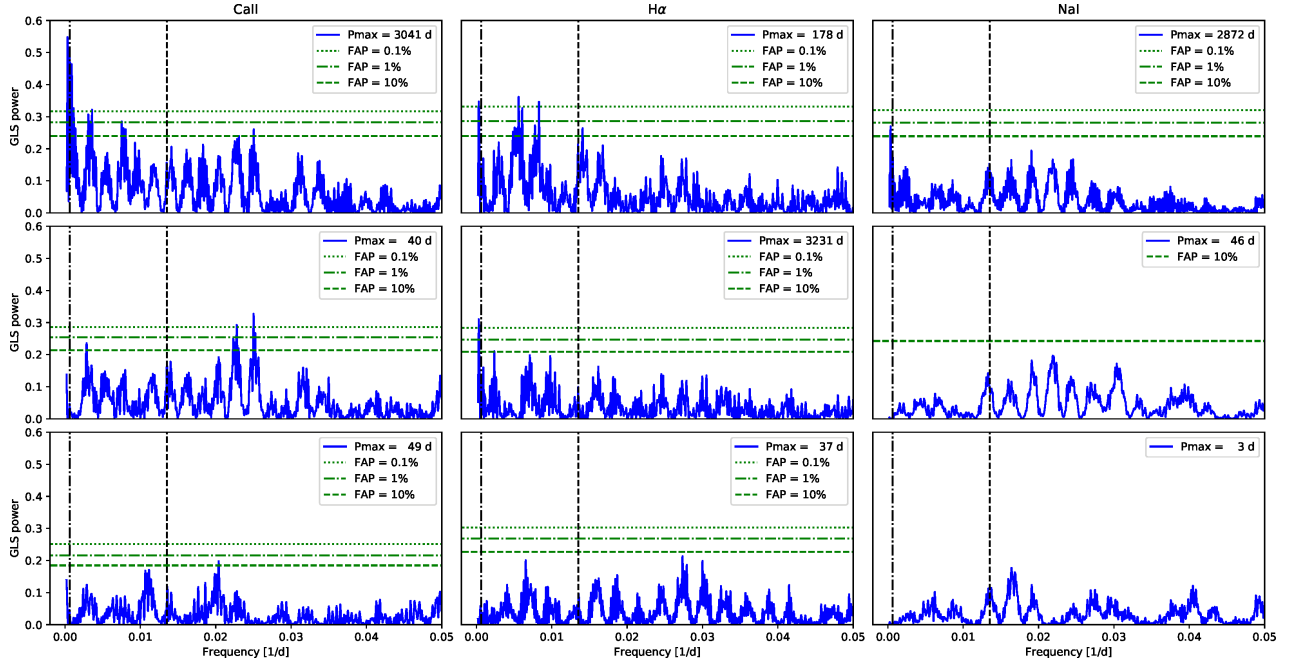 CaII
Hα
NaI
GLS power
0.6
0.5
0.4
0.3
0.2
0.1
0.0
Pmax = 3041 d
FAP = 0.1%
FAP = 1%
FAP = 10%
Pmax = 178 d
FAP = 0.1%
FAP = 1%
FAP = 10%
Pmax = 2872 d
FAP = 0.1%
FAP = 1%
FAP = 10%
GLS power
0.6
0.5
0.4
0.3
0.2
0.1
0.0
Pmax = 40 d
FAP = 0.1%
FAP = 1%
FAP = 10%
Pmax = 3231 d
FAP = 0.1%
FAP = 1%
FAP = 10%
Pmax = 46 d
FAP = 10%
GLS power
0.6
0.5
0.4
0.3
0.2
0.1
0.0
Pmax = 49 d
FAP = 0.1%
FAP = 1%
FAP = 10%
Pmax = 37 d
FAP = 0.1%
FAP = 1%
FAP = 10%
Pmax = 3 d
0.00 0.01 0.02 0.03 0.04 0.05
0.00 0.01 0.02 0.03 0.04 0.05
0.00 0.01 0.02 0.03 0.04 0.05
Frequency [1/d]
Frequency [1/d]
Frequency [1/d]